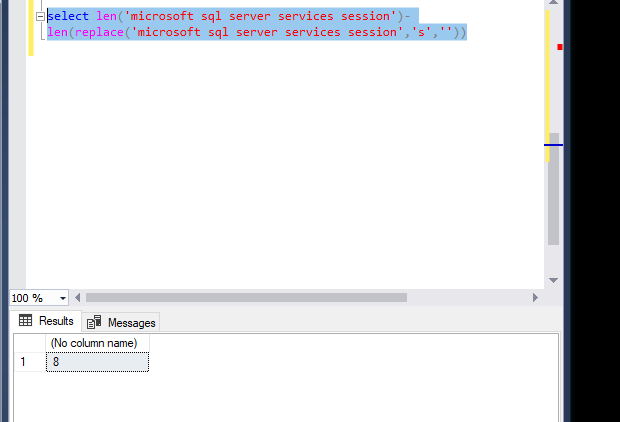 select len('microsoft sql server services session')-
len(replace('microsoft sql server services session','s',''))
100 %
Results
Messages
(No column name)
1
8